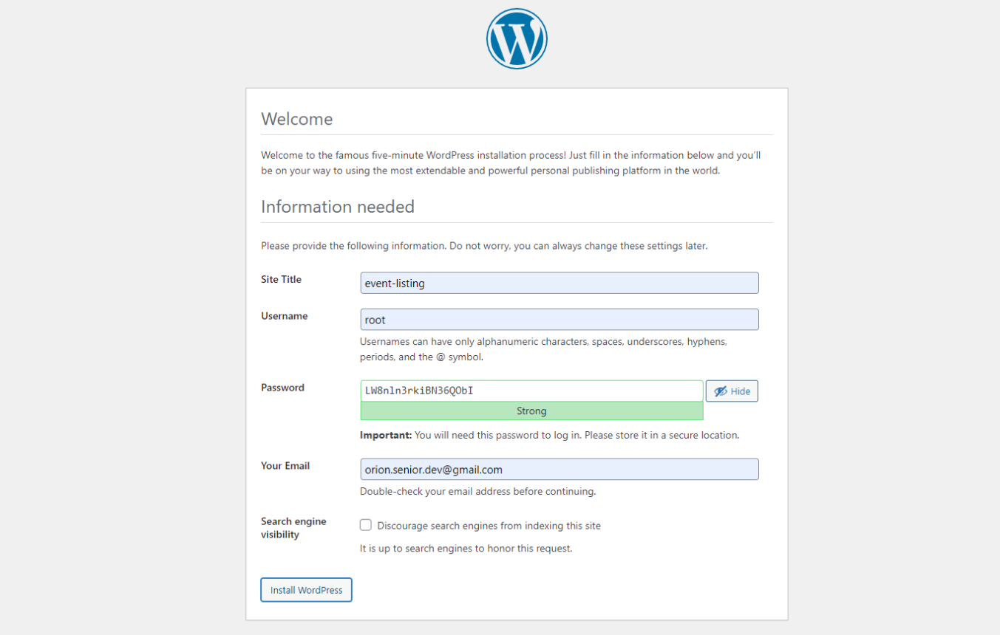 Welcome
Welcome to the famous five-minute WordPress installation process! Just fill in the information below and you’ll
be on your way to using the most extendable and powerful personal publishing platform in the world.
Information needed
Please provide the following information. Do not worry, you can always change these settings later.
Site Title
event-listing
Username
root
Usernames can have only alphanumeric characters, spaces, underscores, hyphens,
periods, and the @ symbol.
Password
LW8nln3rkiBN36QObI
Hide
Strong
Important: You will need this password to log in. Please store it in a secure location.
Your Email
orion.senior.dev@gmail.com
Double-check your email address before continuing.
Search engine
visibility
Discourage search engines from indexing this site
It is up to search engines to honor this request.
Install WordPress